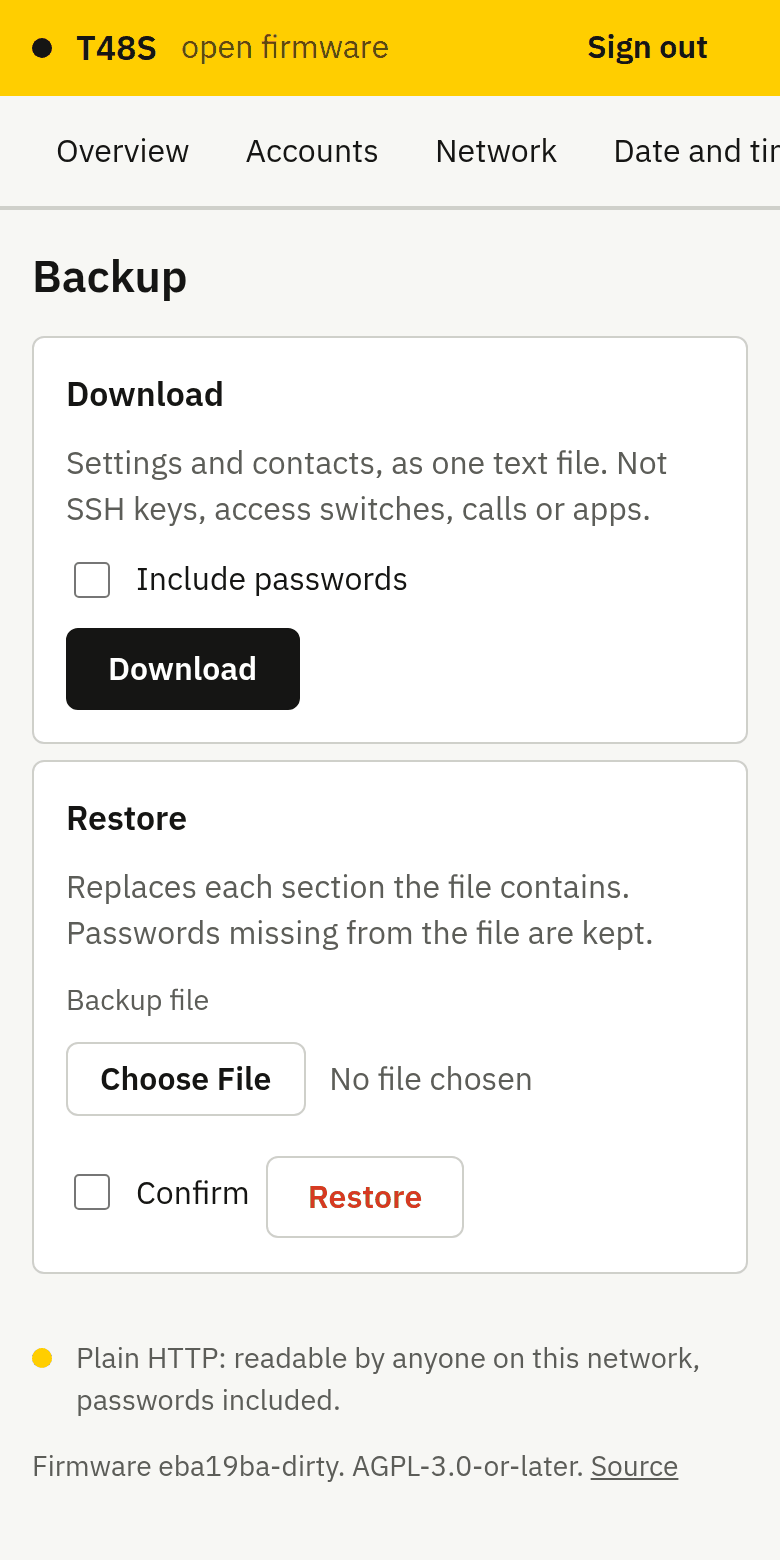 T48S open firmware Sign out
Overview Accounts Network Date and
Backup
Download
Settings and contacts, as one text file. Not
SSH keys, access switches, calls or apps.
Include passwords
Download
Restore
Replaces each section the file contains.
Passwords missing from the file are kept.
Backup file
Choose File No file chosen
Confirm Restore
Plain HTTP: readable by anyone on this network,
passwords included.
Firmware eba19ba-dirty. AGPL-3.0-or-later. Source